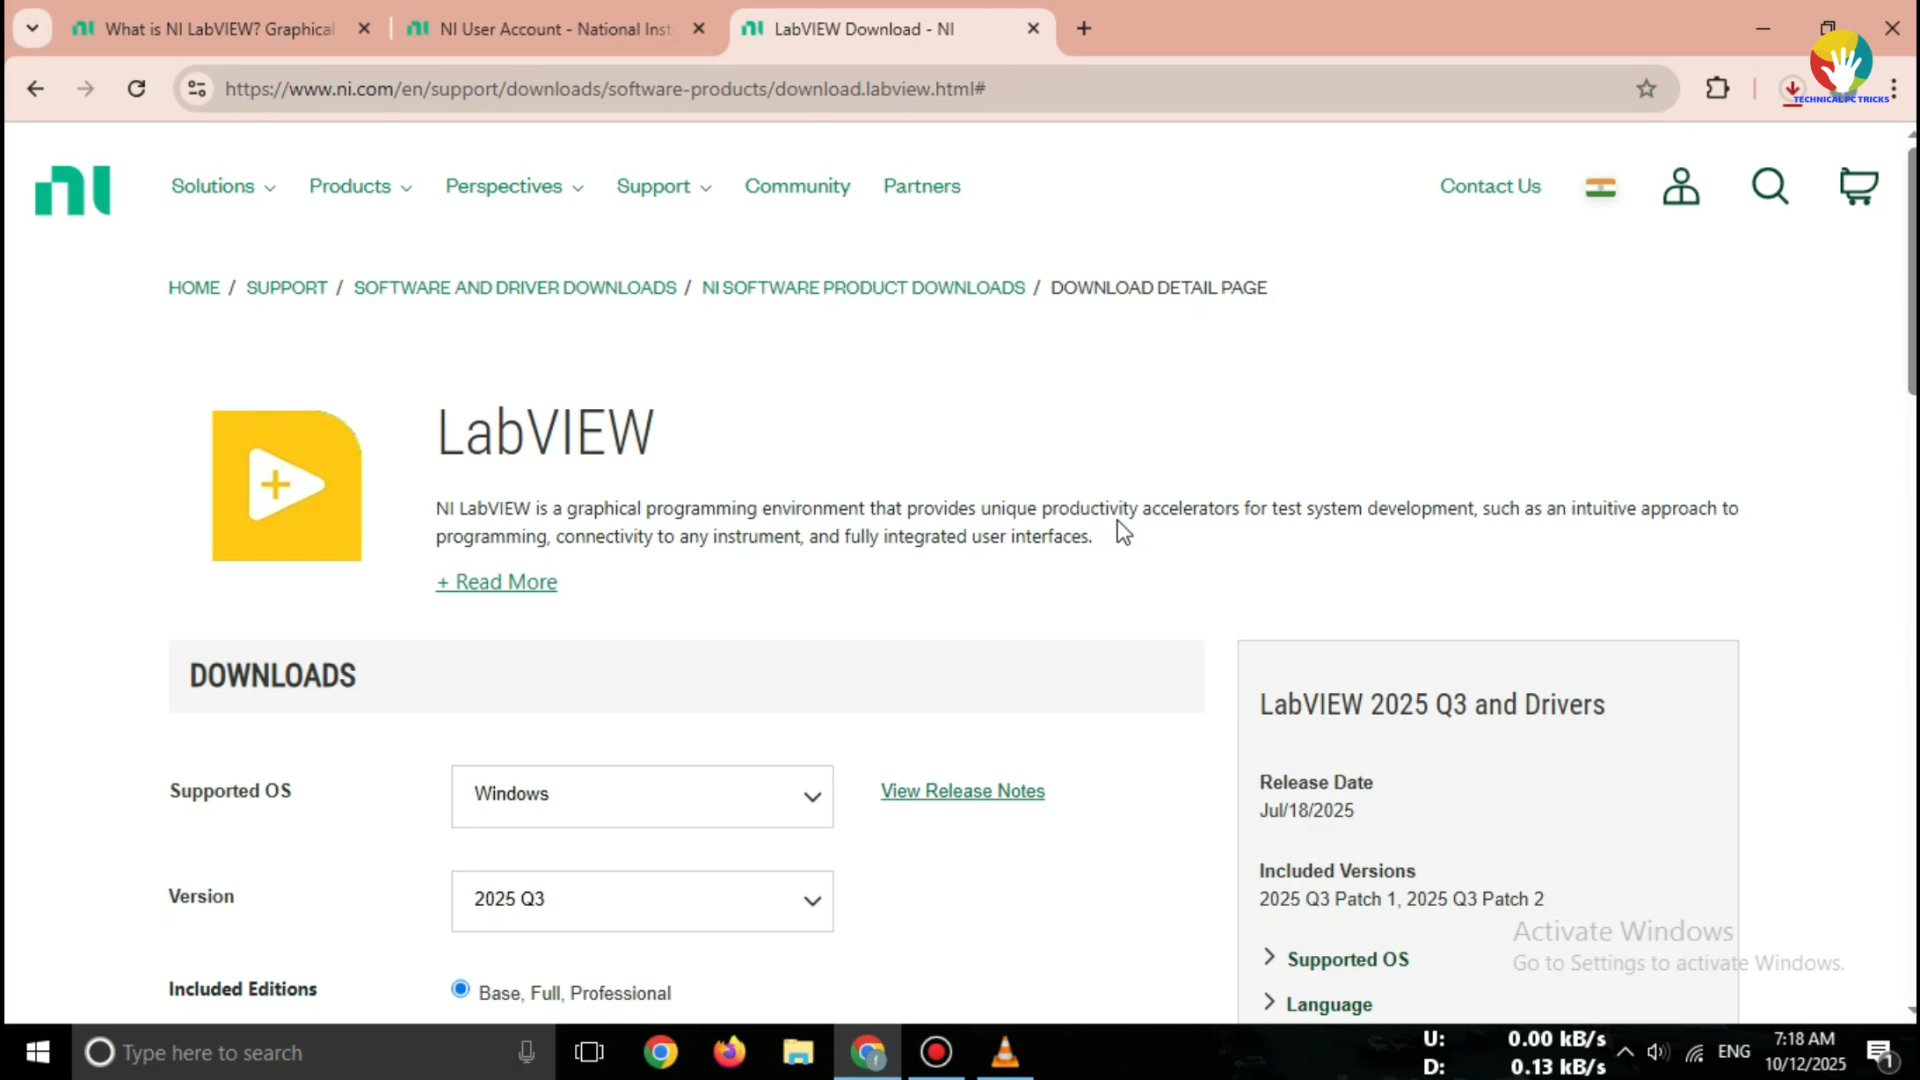 What is NI LabVIEW? Graphical
NI User Account - National Inst
LabVIEW Download - NI
https://www.ni.com/en/support/downloads/software-products/download.labview.html#
TECHNICAL PC TRICKS
Solutions
Products
Perspectives
Support
Community
Partners
Contact Us
HOME / SUPPORT / SOFTWARE AND DRIVER DOWNLOADS / NI SOFTWARE PRODUCT DOWNLOADS / DOWNLOAD DETAIL PAGE
LabVIEW
NI LabVIEW is a graphical programming environment that provides unique productivity accelerators for test system development, such as an intuitive approach to
programming, connectivity to any instrument, and fully integrated user interfaces.
+ Read More
DOWNLOADS
Supported OS
Windows
View Release Notes
Version
2025 Q3
Included Editions
Base, Full, Professional
LabVIEW 2025 Q3 and Drivers
Release Date
Jul/18/2025
Included Versions
2025 Q3 Patch 1, 2025 Q3 Patch 2
Supported OS
Language
Activate Windows
Go to Settings to activate Windows.
Type here to search
U: 0.00 kB/s
D: 0.13 kB/s
ENG
7:18 AM
10/12/2025
1